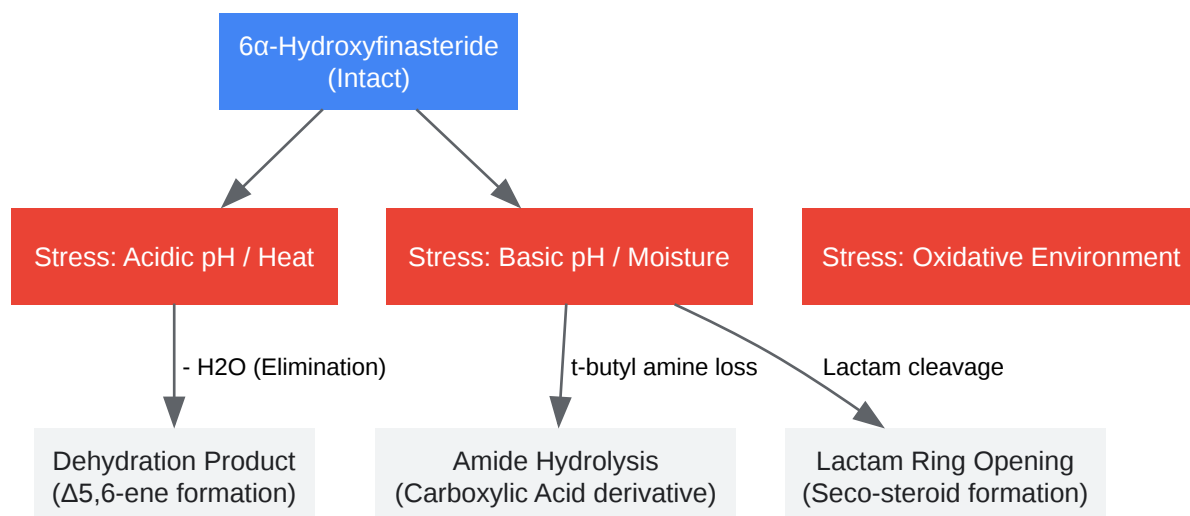 6α-Hydroxyfinasteride
(Intact)
Stress: Acidic pH / Heat
Stress: Basic pH / Moisture
Stress: Oxidative Environment
- H2O (Elimination)
t-butyl amine loss
Lactam cleavage
Dehydration Product
(Δ5,6-ene formation)
Amide Hydrolysis
(Carboxylic Acid derivative)
Lactam Ring Opening
(Seco-steroid formation)